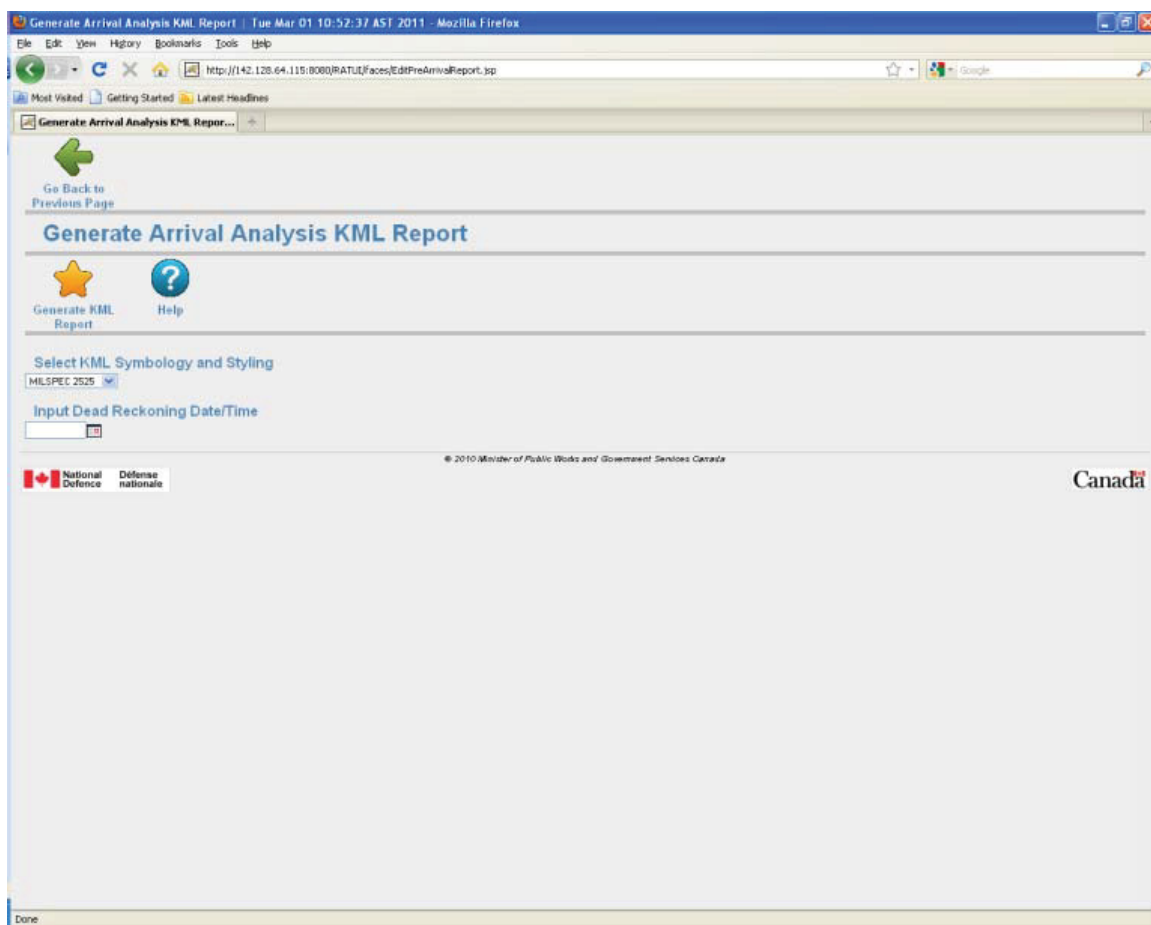 Generate Arrival Analysis KML Report | Tue Mar 01 10:52:37 AST 2011 - Mozilla Firefox
File Edit View History Bookmarks Tools Help
http://142.128.64.115:8080/RATUI/faces/EditPreArrivalReport.jsp Google
Most Visited Getting Started Latest Headlines
Generate Arrival Analysis KML Repor...
Go Back to
Previous Page
Generate Arrival Analysis KML Report
Generate KML Help
Report
Select KML Symbology and Styling
MILSPEC 2525
Input Dead Reckoning Date/Time
© 2010 Minister of Public Works and Government Services Canada
National Défense
Defence nationale
Canada
Done